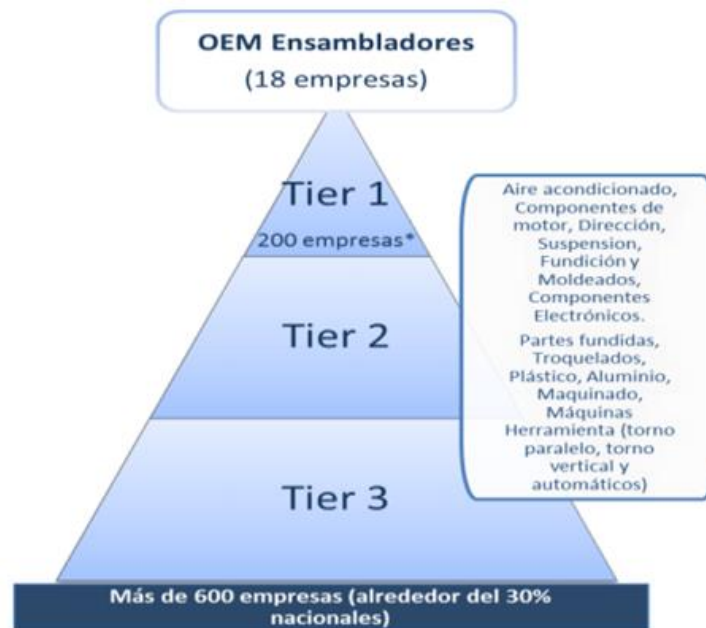 OEM Ensambladores
(18 empresas)
Tier 1
200 empresas*
Tier 2
Tier 3
Aire acondicionado,
Componentes de
motor, Dirección,
Suspension,
Fundición y
Moldeados,
Componentes
Electrónicos.
Partes fundidas,
Troquelados,
Plástico, Aluminio,
Maquinado,
Máquinas
Herramienta (torno
paralelo, torno
vertical y
automáticos)
Más de 600 empresas (alrededor del 30%
nacionales)